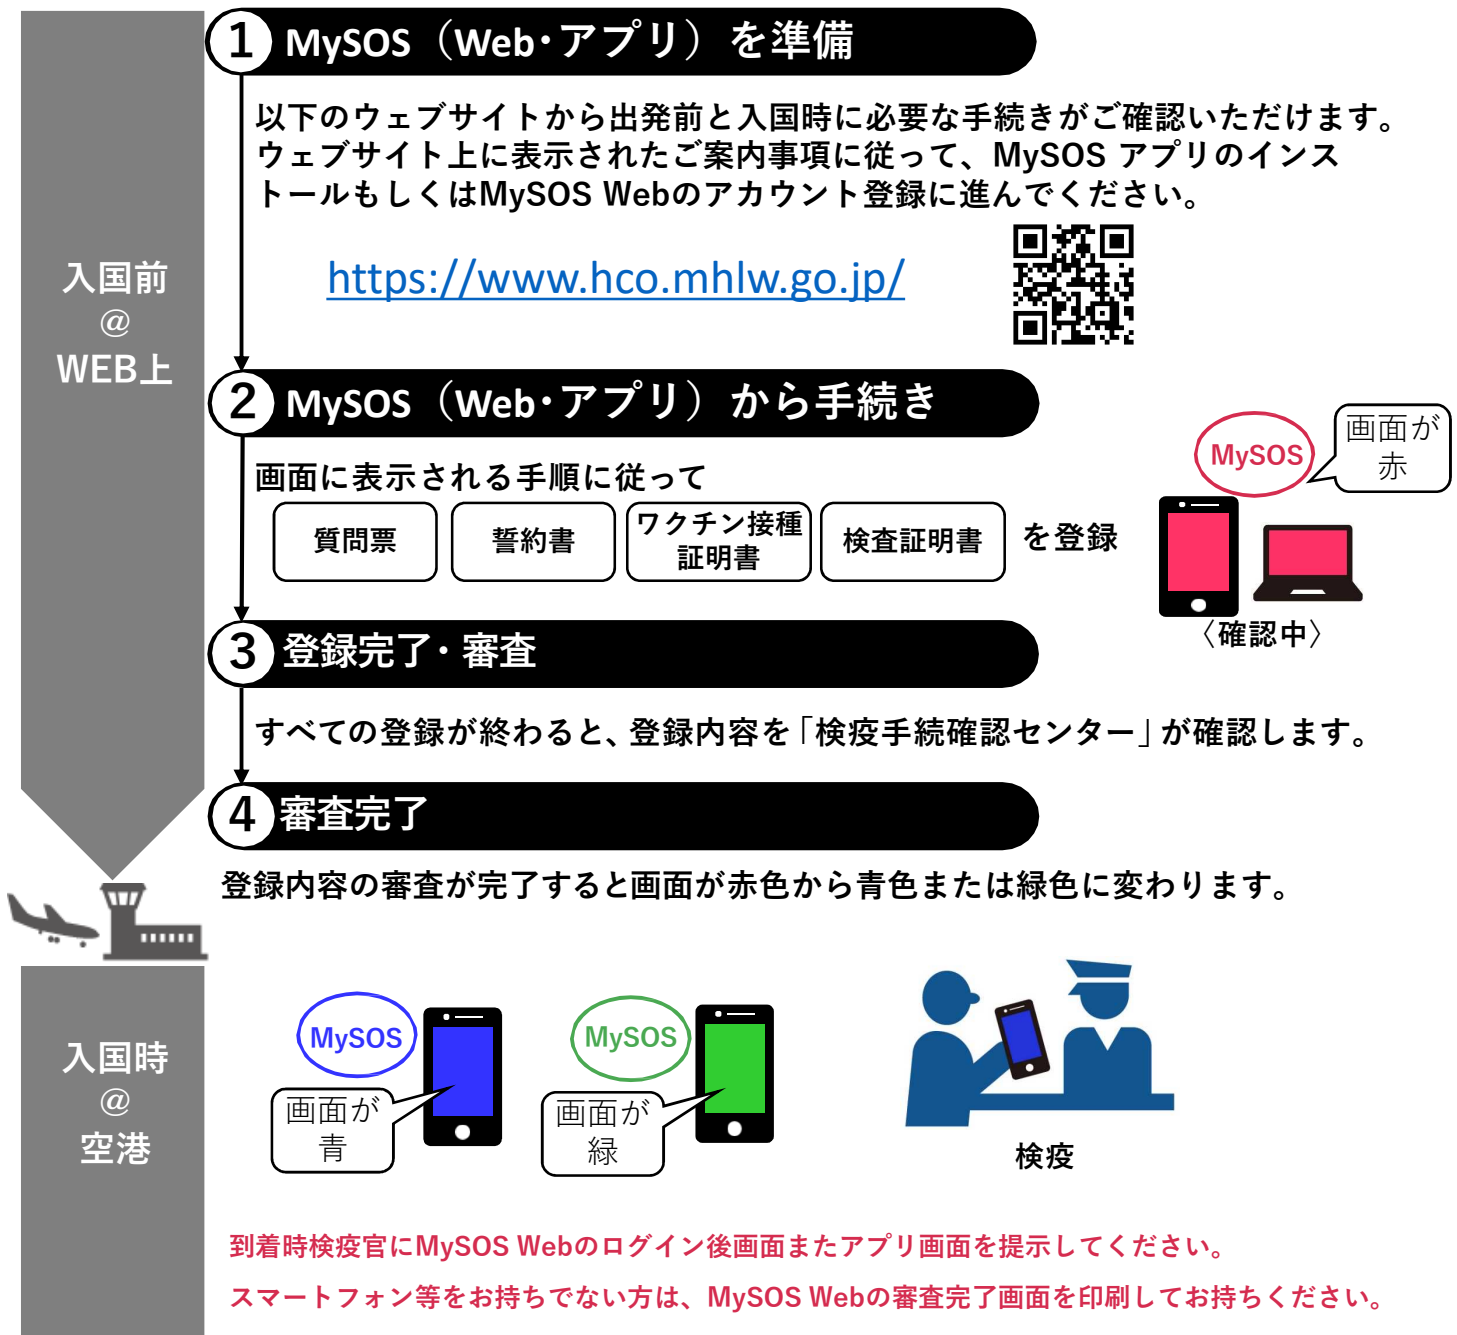 入国前
@
WEB上
1 MySOS（Web・アプリ）を準備
以下のウェブサイトから出発前と入国時に必要な手続きがご確認いただけます。
ウェブサイト上に表示されたご案内事項に従って、MySOS アプリのインス
トールもしくはMySOS Webのアカウント登録に進んでください。
https://www.hco.mhlw.go.jp/
2 MySOS（Web・アプリ）から手続き
画面に表示される手順に従って
質問票
誓約書
ワクチン接種
証明書
検査証明書
を登録
MySOS
画面が
赤
〈確認中〉
3 登録完了・審査
すべての登録が終わると、登録内容を「検疫手続確認センター」が確認します。
4 審査完了
登録内容の審査が完了すると画面が赤色から青色または緑色に変わります。
入国時
@
空港
MySOS
画面が
青
MySOS
画面が
緑
検疫
到着時検疫官にMySOS Webのログイン後画面またアプリ画面を提示してください。
スマートフォン等をお持ちでない方は、MySOS Webの審査完了画面を印刷してお持ちください。